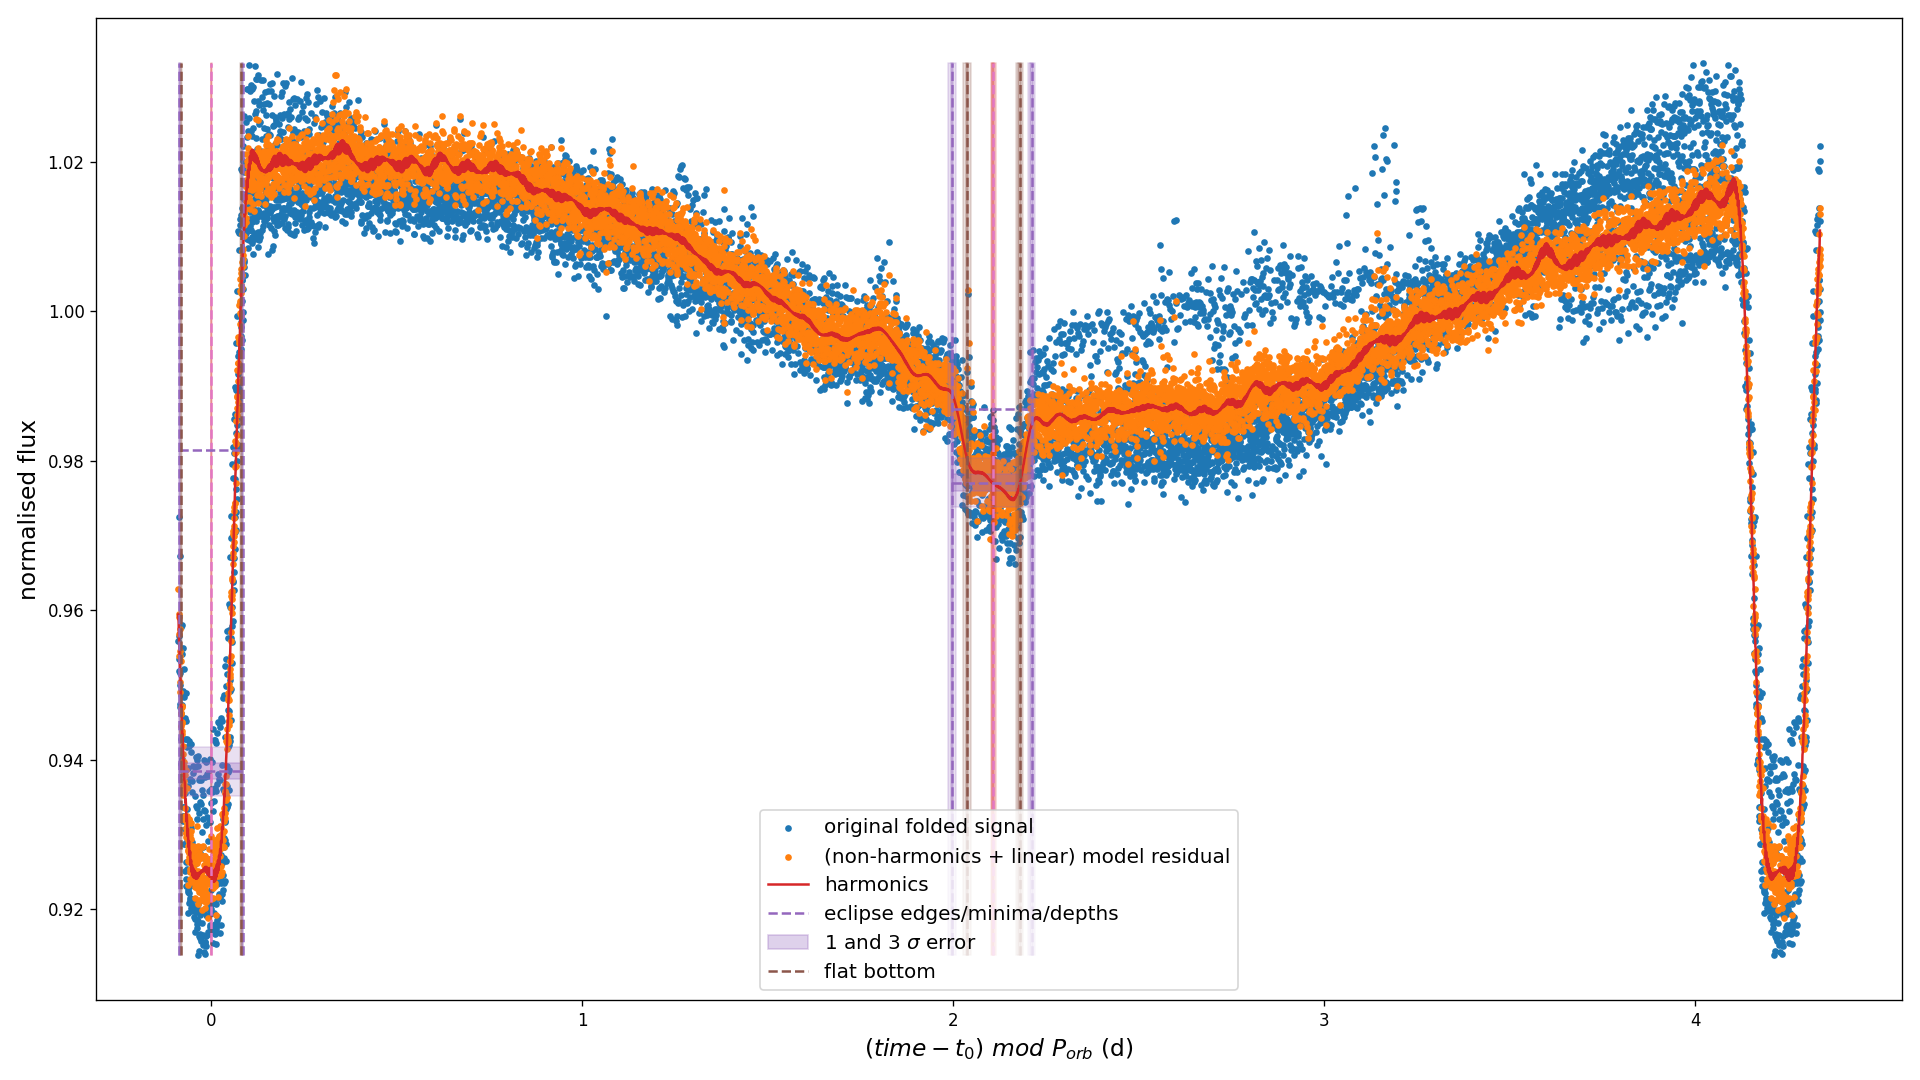 normalised flux
1.02
1.00
0.98
0.96
0.94
0.92
original folded signal
(non-harmonics + linear) model residual
harmonics
eclipse edges/minima/depths
1 and 3 σ error
flat bottom
0 1 2 3 4
(time − t₀) mod Pₒᵣb (d)